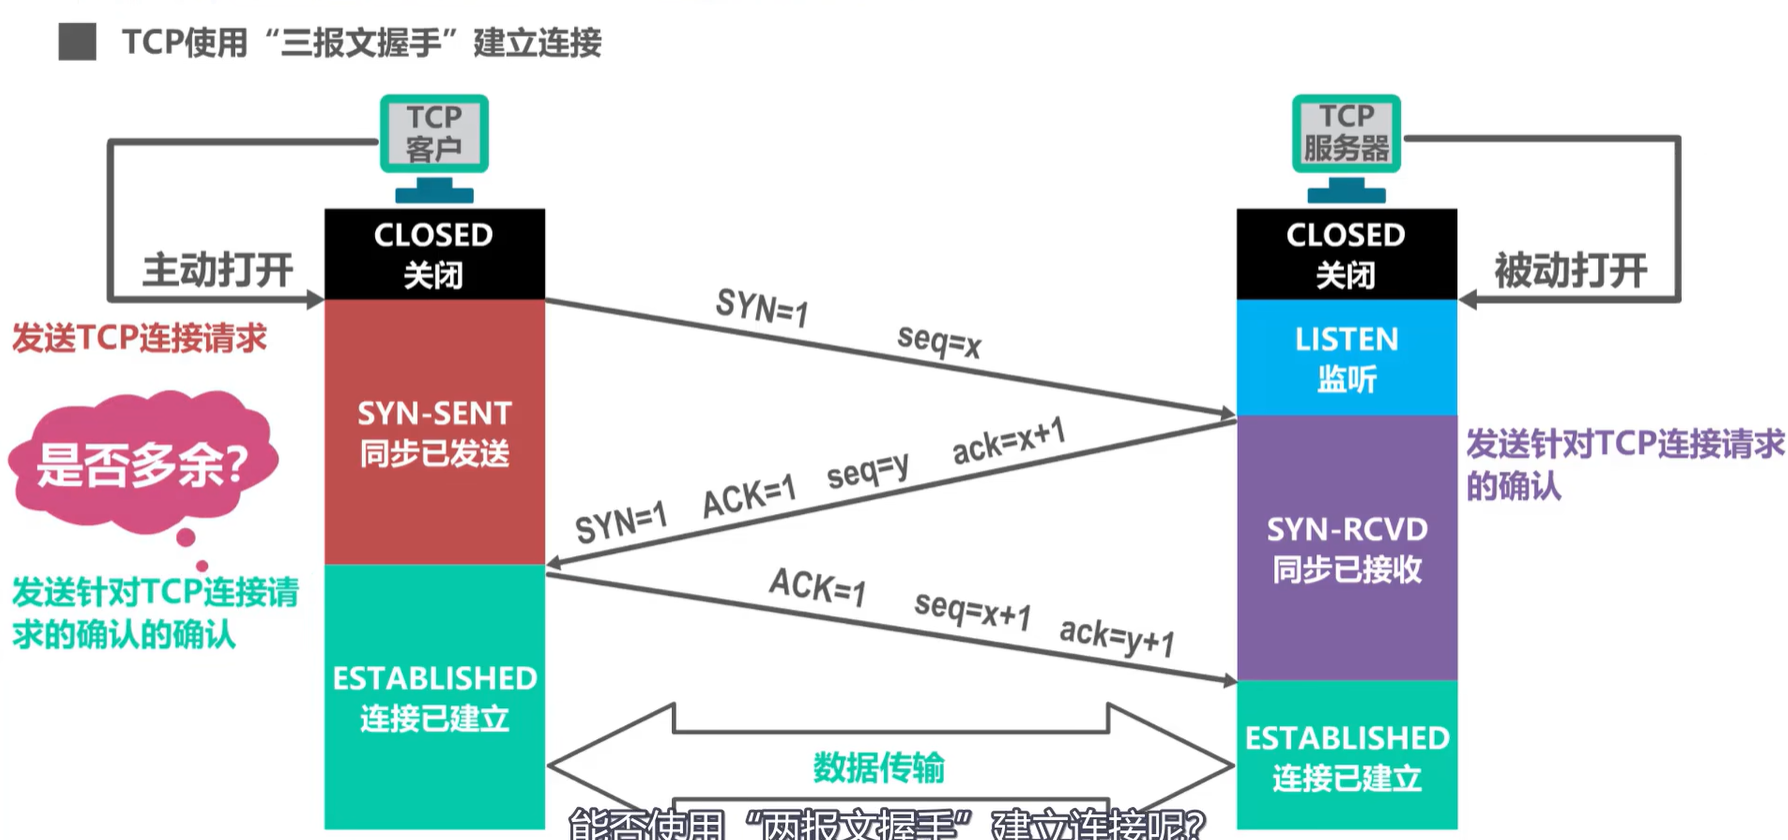 TCP使用“三报文握手”建立连接
TCP
客户
TCP
服务器
CLOSED
关闭
CLOSED
关闭
主动打开
被动打开
发送TCP连接请求
SYN=1 seq=x
LISTEN
监听
SYN-SENT
同步已发送
是否多余?
SYN=1 ACK=1 seq=y ack=x+1
发送针对TCP连接请求
的确认
SYN-RCVD
同步已接收
发送针对TCP连接请
求的确认的确认
ACK=1 seq=x+1 ack=y+1
ESTABLISHED
连接已建立
ESTABLISHED
连接已建立
数据传输
能否使用“两报文握手”建立连接呢?